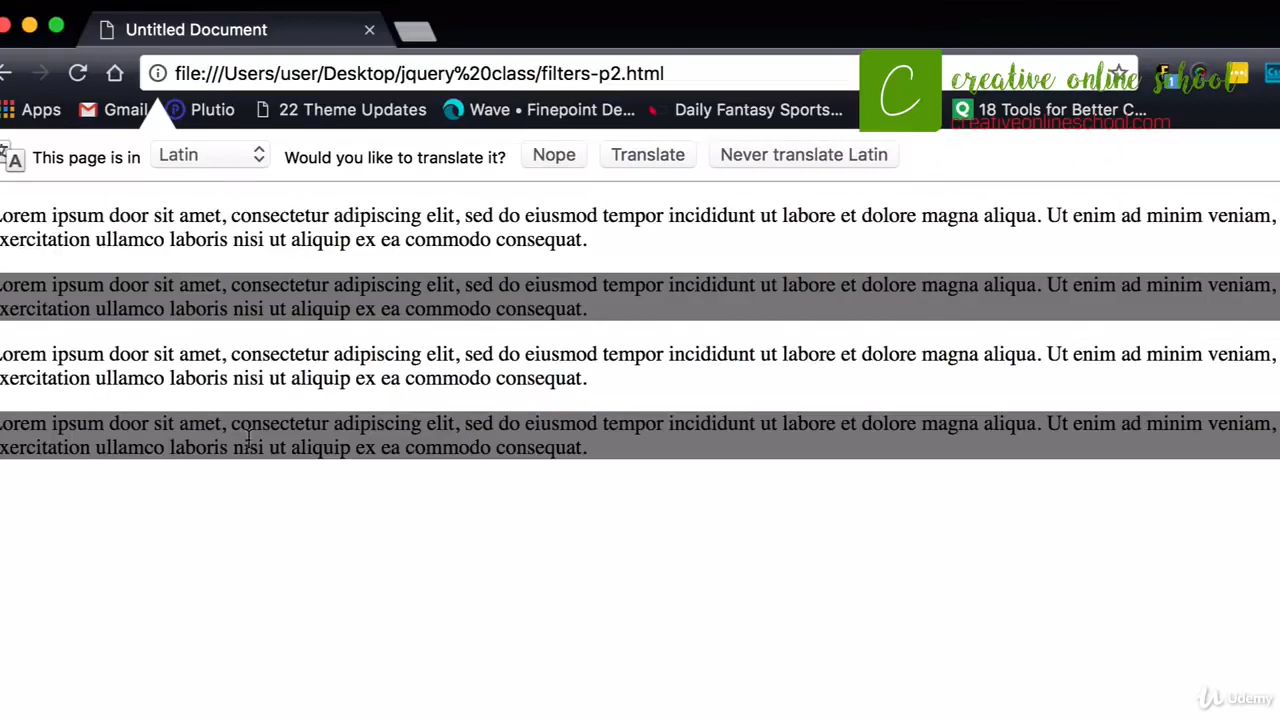 Untitled Document
file:///Users/user/Desktop/jquery%20class/filters-p2.html
C creative online school
creativeonlineschool.com
Apps Gmail Plutio 22 Theme Updates Wave • Finepoint De... Daily Fantasy Sports... 18 Tools for Better C...
This page is in Latin Would you like to translate it? Nope Translate Never translate Latin
orem ipsum door sit amet, consectetur adipiscing elit, sed do eiusmod tempor incididunt ut labore et dolore magna aliqua. Ut enim ad minim veniam,
xercitation ullamco laboris nisi ut aliquip ex ea commodo consequat.
orem ipsum door sit amet, consectetur adipiscing elit, sed do eiusmod tempor incididunt ut labore et dolore magna aliqua. Ut enim ad minim veniam,
xercitation ullamco laboris nisi ut aliquip ex ea commodo consequat.
orem ipsum door sit amet, consectetur adipiscing elit, sed do eiusmod tempor incididunt ut labore et dolore magna aliqua. Ut enim ad minim veniam,
xercitation ullamco laboris nisi ut aliquip ex ea commodo consequat.
orem ipsum door sit amet, consectetur adipiscing elit, sed do eiusmod tempor incididunt ut labore et dolore magna aliqua. Ut enim ad minim veniam,
xercitation ullamco laboris nisi ut aliquip ex ea commodo consequat.
Udemy